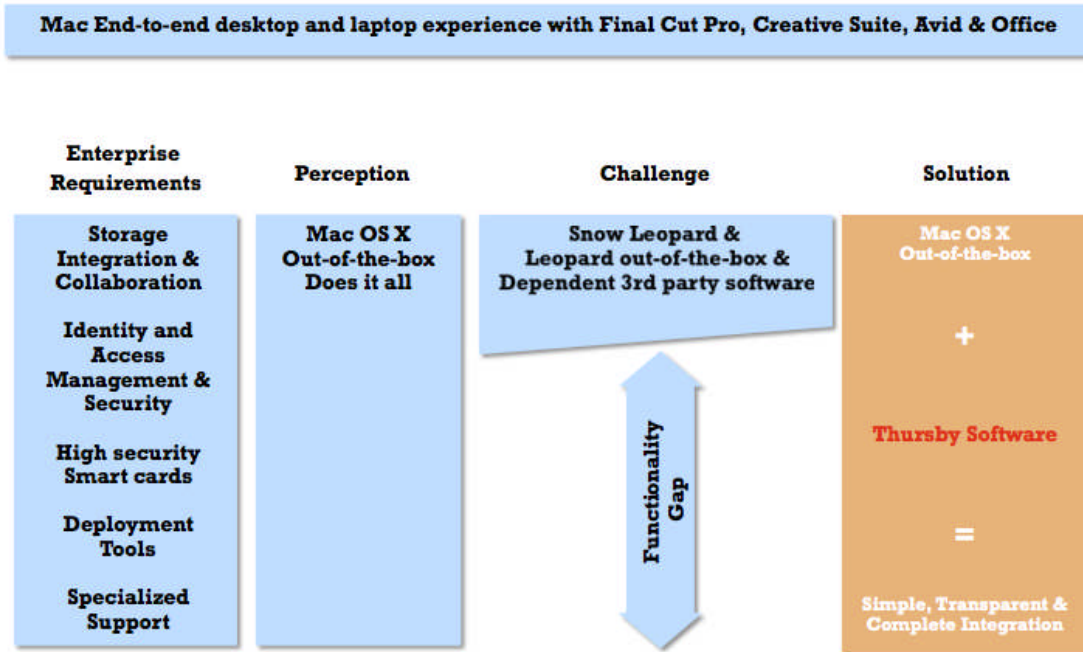 Mac End-to-end desktop and laptop experience with Final Cut Pro, Creative Suite, Avid & Office
Enterprise
Requirements
Perception
Challenge
Solution
Storage
Integration &
Collaboration
Identity and
Access
Management &
Security
High security
Smart cards
Deployment
Tools
Specialized
Support
Mac OS X
Out-of-the-box
Does it all
Snow Leopard &
Leopard out-of-the-box &
Dependent 3rd party software
Functionality
Gap
Mac OS X
Out-of-the-box
+
Thursby Software
=
Simple, Transparent &
Complete Integration